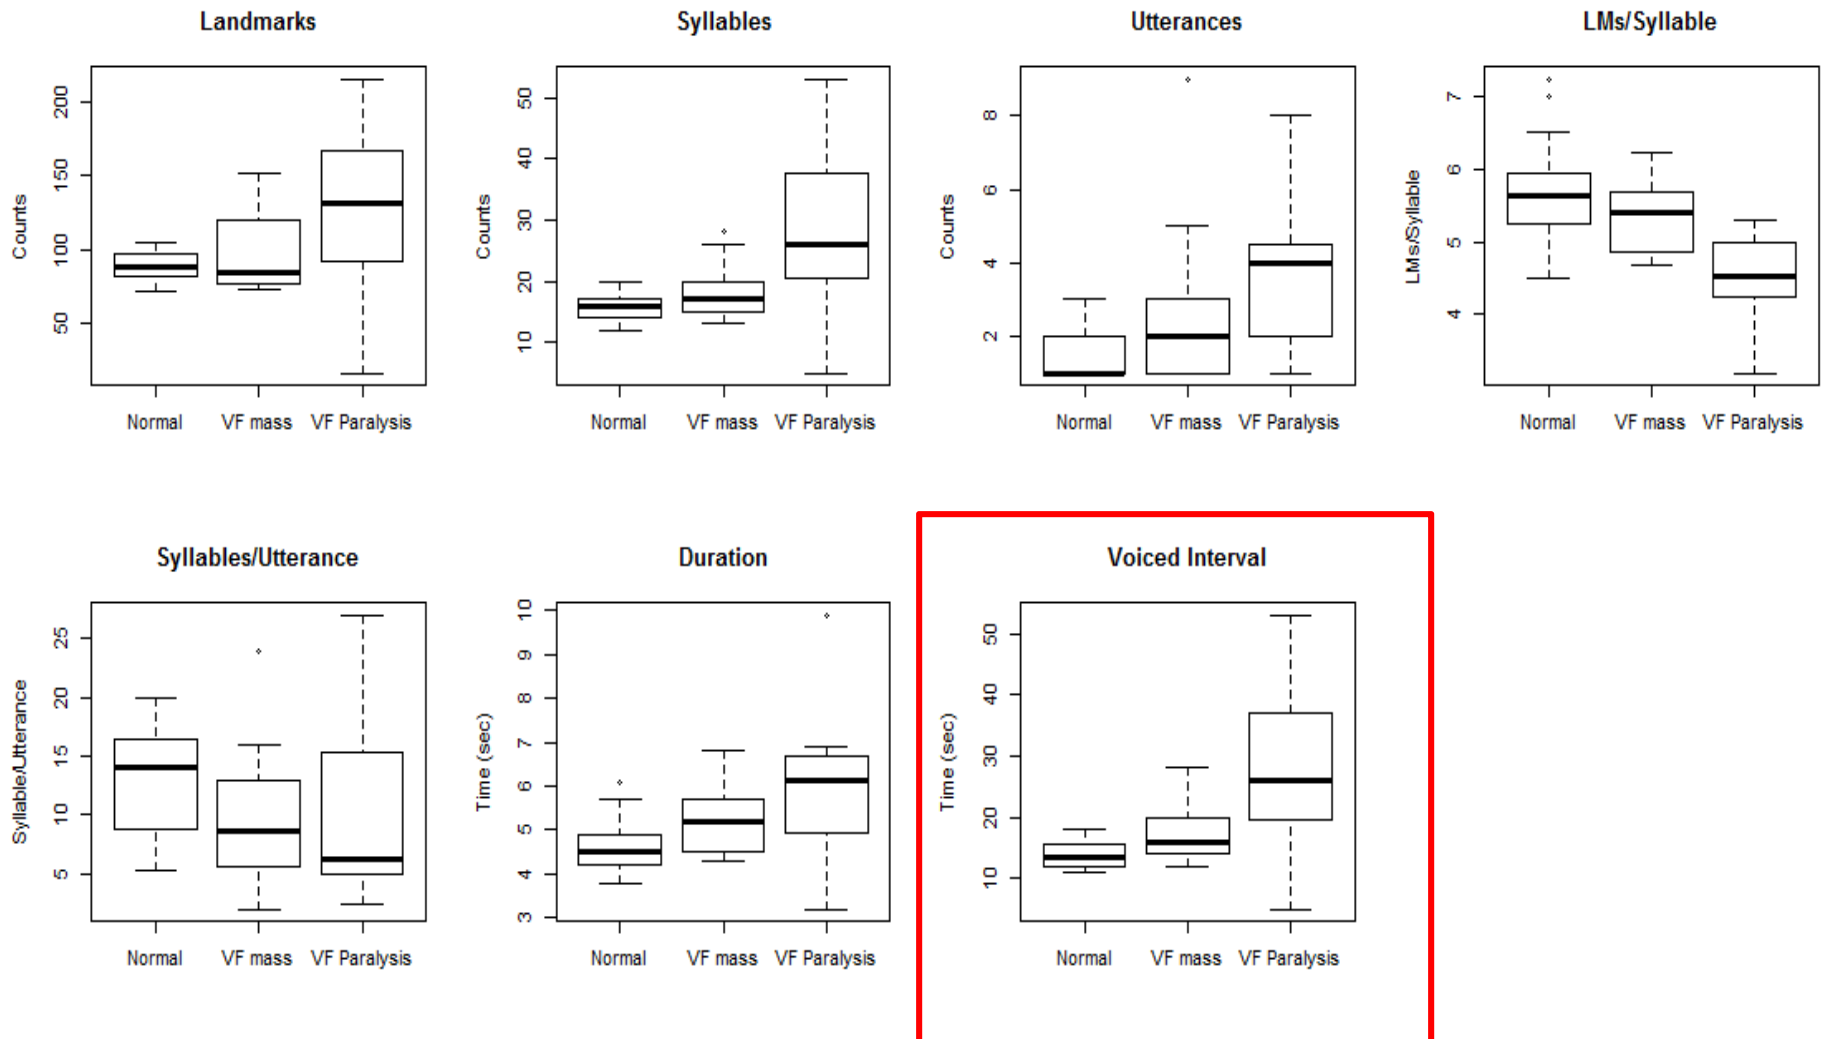 Landmarks
Counts
200
150
100
50
Normal VF mass VF Paralysis
Syllables
Counts
50
40
30
20
10
Normal VF mass VF Paralysis
Utterances
Counts
8
6
4
2
Normal VF mass VF Paralysis
LMs/Syllable
LMs/Syllable
7
6
5
4
Normal VF mass VF Paralysis
Syllables/Utterance
Syllable/Utterance
25
20
15
10
5
Normal VF mass VF Paralysis
Duration
Time (sec)
10
9
8
7
6
5
4
3
Normal VF mass VF Paralysis
Voiced Interval
Time (sec)
50
40
30
20
10
Normal VF mass VF Paralysis